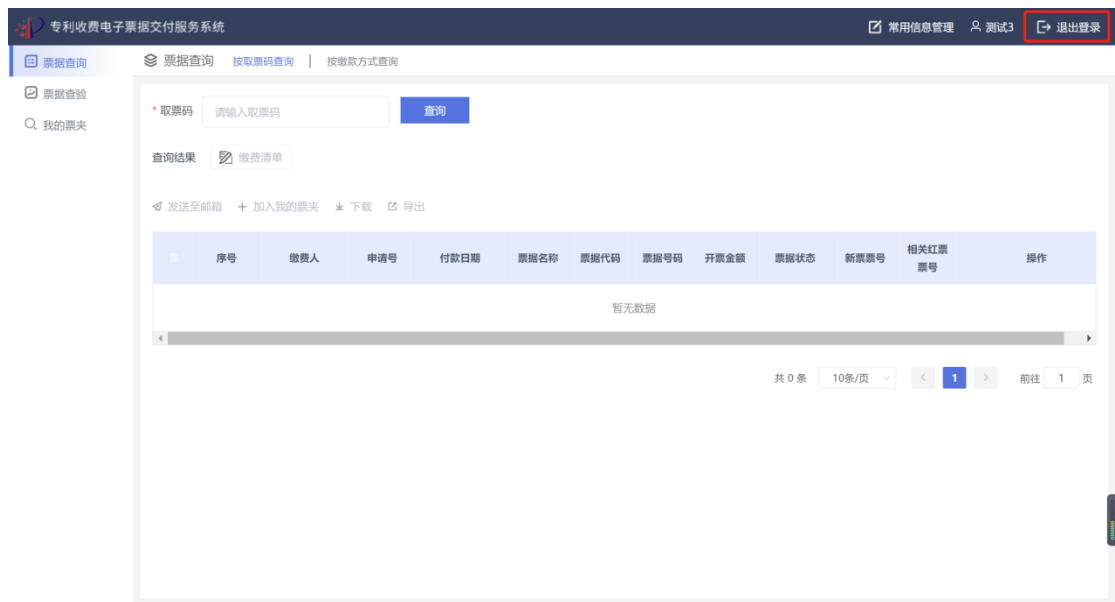 专利收费电子票据交付服务系统 常用信息管理 测试3 退出登录
票据查询 票据查询 按取票码查询 | 按缴款方式查询
票据查验
* 取票码 请输入取票码 查询
我的票夹
查询结果 缴费清单
发送至邮箱 + 加入我的票夹 下载 导出
序号 缴费人 申请号 付款日期 票据名称 票据代码 票据号码 开票金额 票据状态 新票票号 相关红票 操作
票号
暂无数据
共 0 条 10条/页 < 1 > 前往 1 页